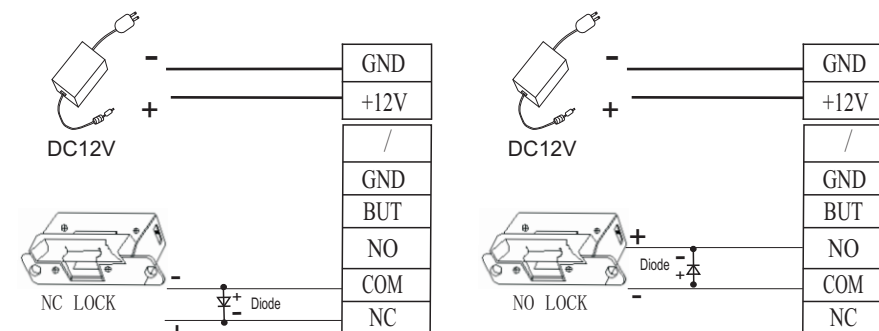 - GND
+ +12V
DC12V
/
GND
BUT
NO
- COM
NC LOCK
+
- Diode
+ NC
- GND
+ +12V
DC12V
/
GND
BUT
+ NO
Diode -
+
- COM
NO LOCK
NC